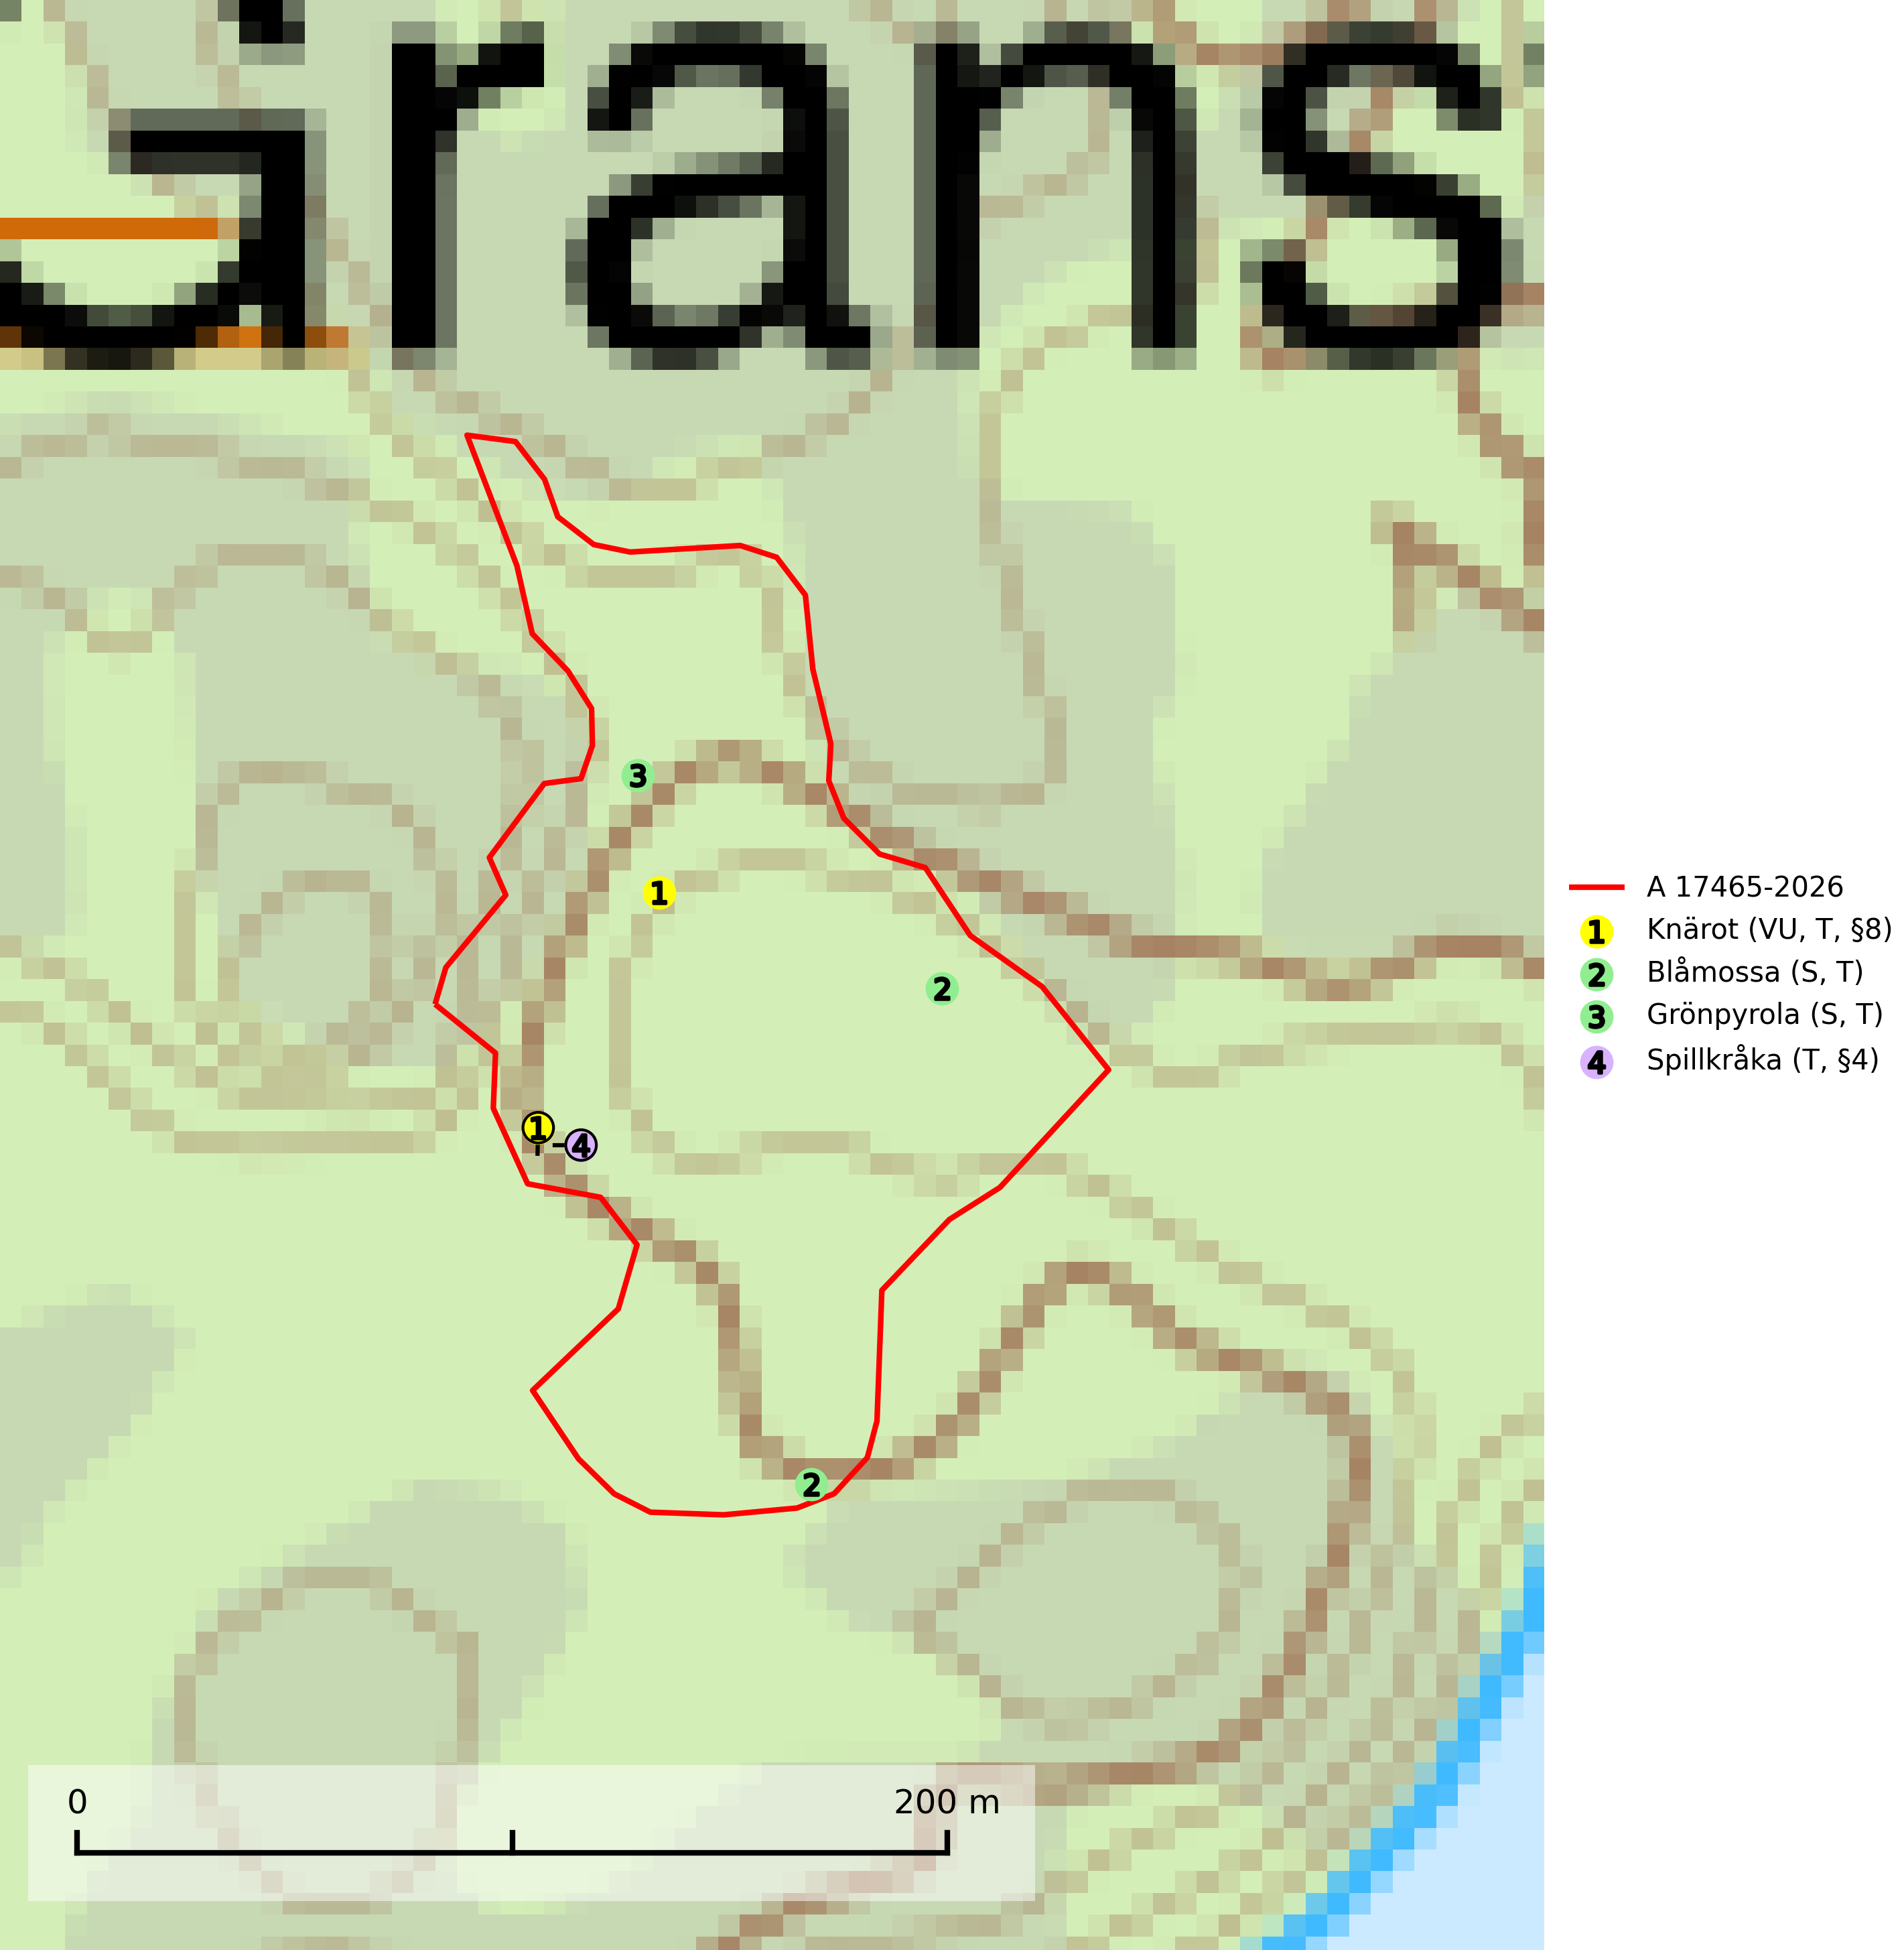 Grans
3
1
2
1
4
2
0 200 m
A 17465-2026
1 Knärot (VU, T, §8)
2 Blåmossa (S, T)
3 Grönpyrola (S, T)
4 Spillkråka (T, §4)